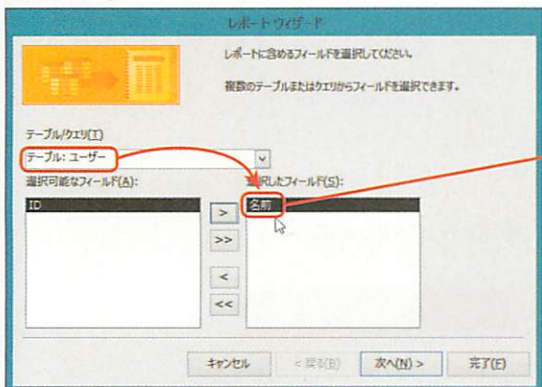 レポート ウィザード
レポートに含めるフィールドを選択してください。
複数のテーブルまたはクエリからフィールドを選択できます。
テーブル/クエリ(T)
テーブル: ユーザー
選択可能なフィールド(A):
選択したフィールド(S):
ID
名前
>
>>
<
<<
キャンセル
< 戻る(B)
次へ(N) >
完了(F)